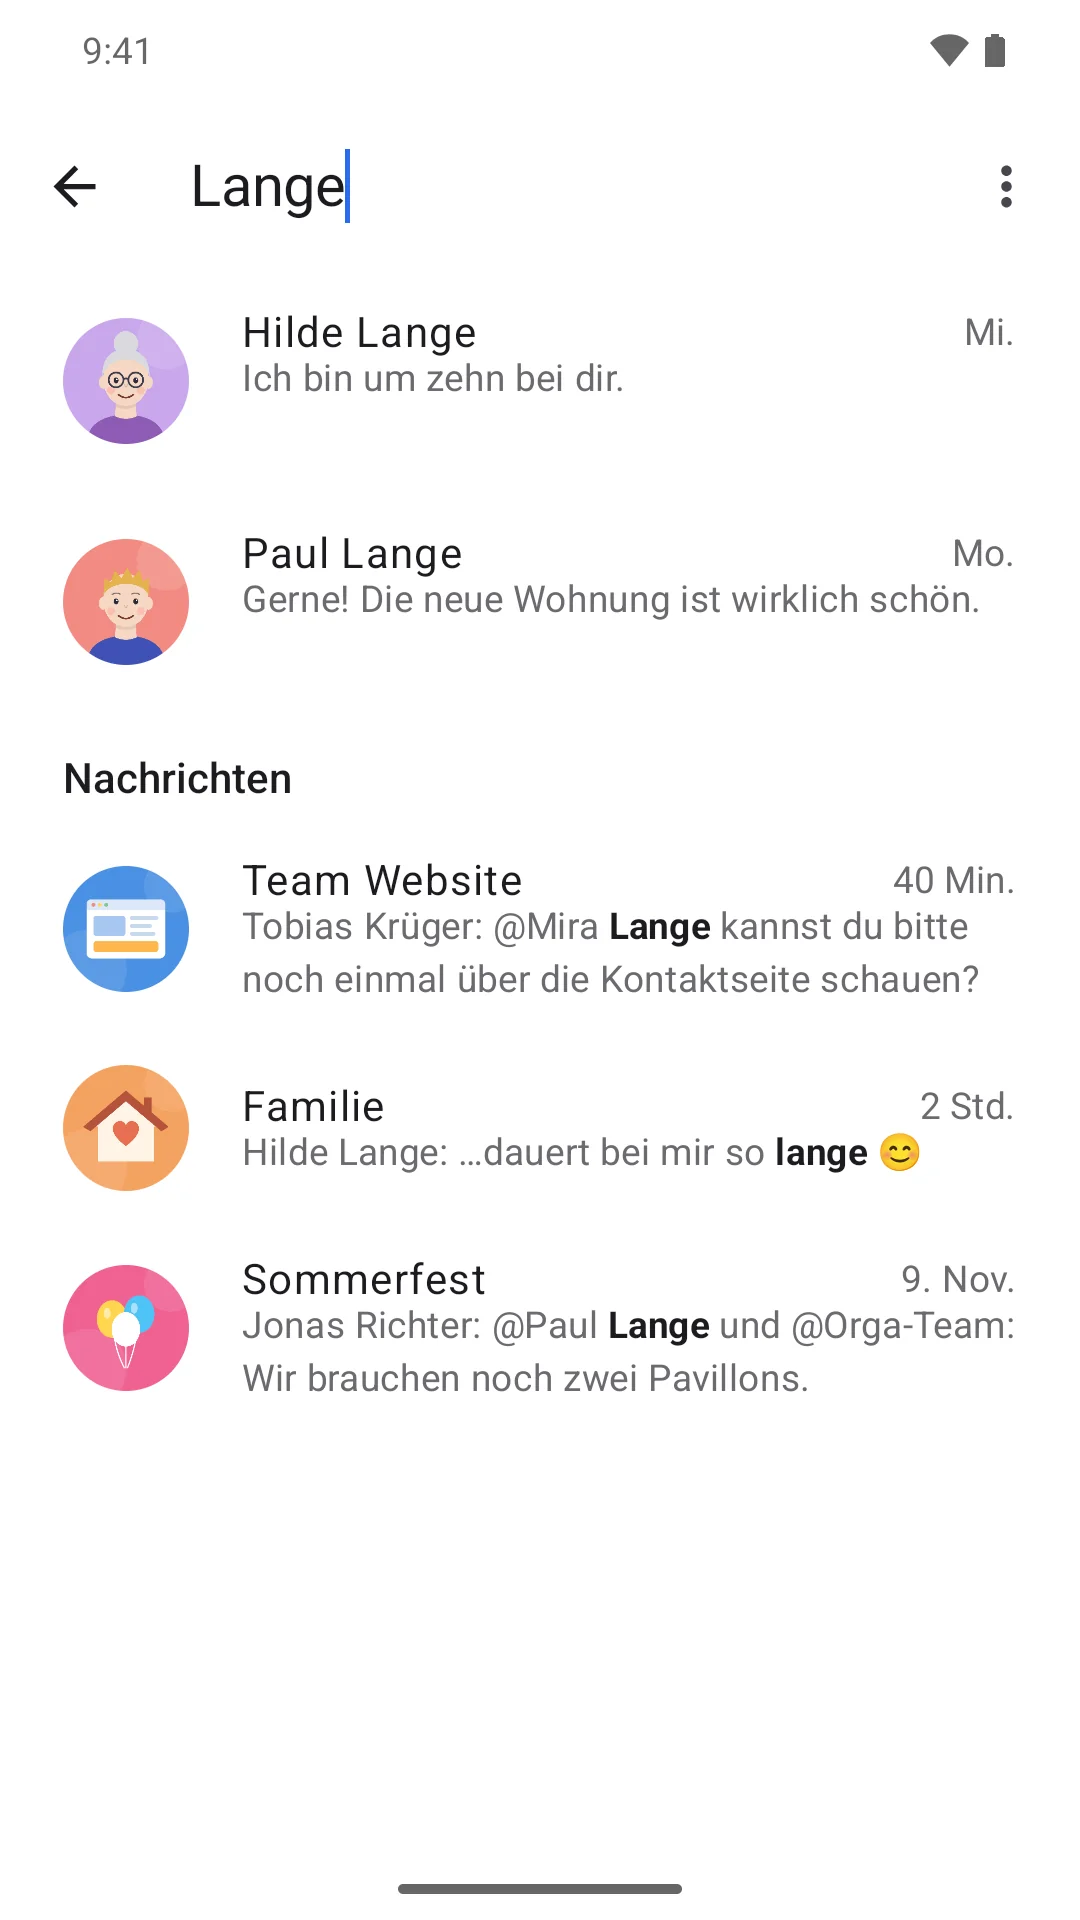 9:41
Lange
Hilde Lange Mi.
Ich bin um zehn bei dir.
Paul Lange Mo.
Gerne! Die neue Wohnung ist wirklich schön.
Nachrichten
Team Website 40 Min.
Tobias Krüger: @Mira Lange kannst du bitte
noch einmal über die Kontaktseite schauen?
Familie 2 Std.
Hilde Lange: …dauert bei mir so lange 😊
Sommerfest 9. Nov.
Jonas Richter: @Paul Lange und @Orga-Team:
Wir brauchen noch zwei Pavillons.